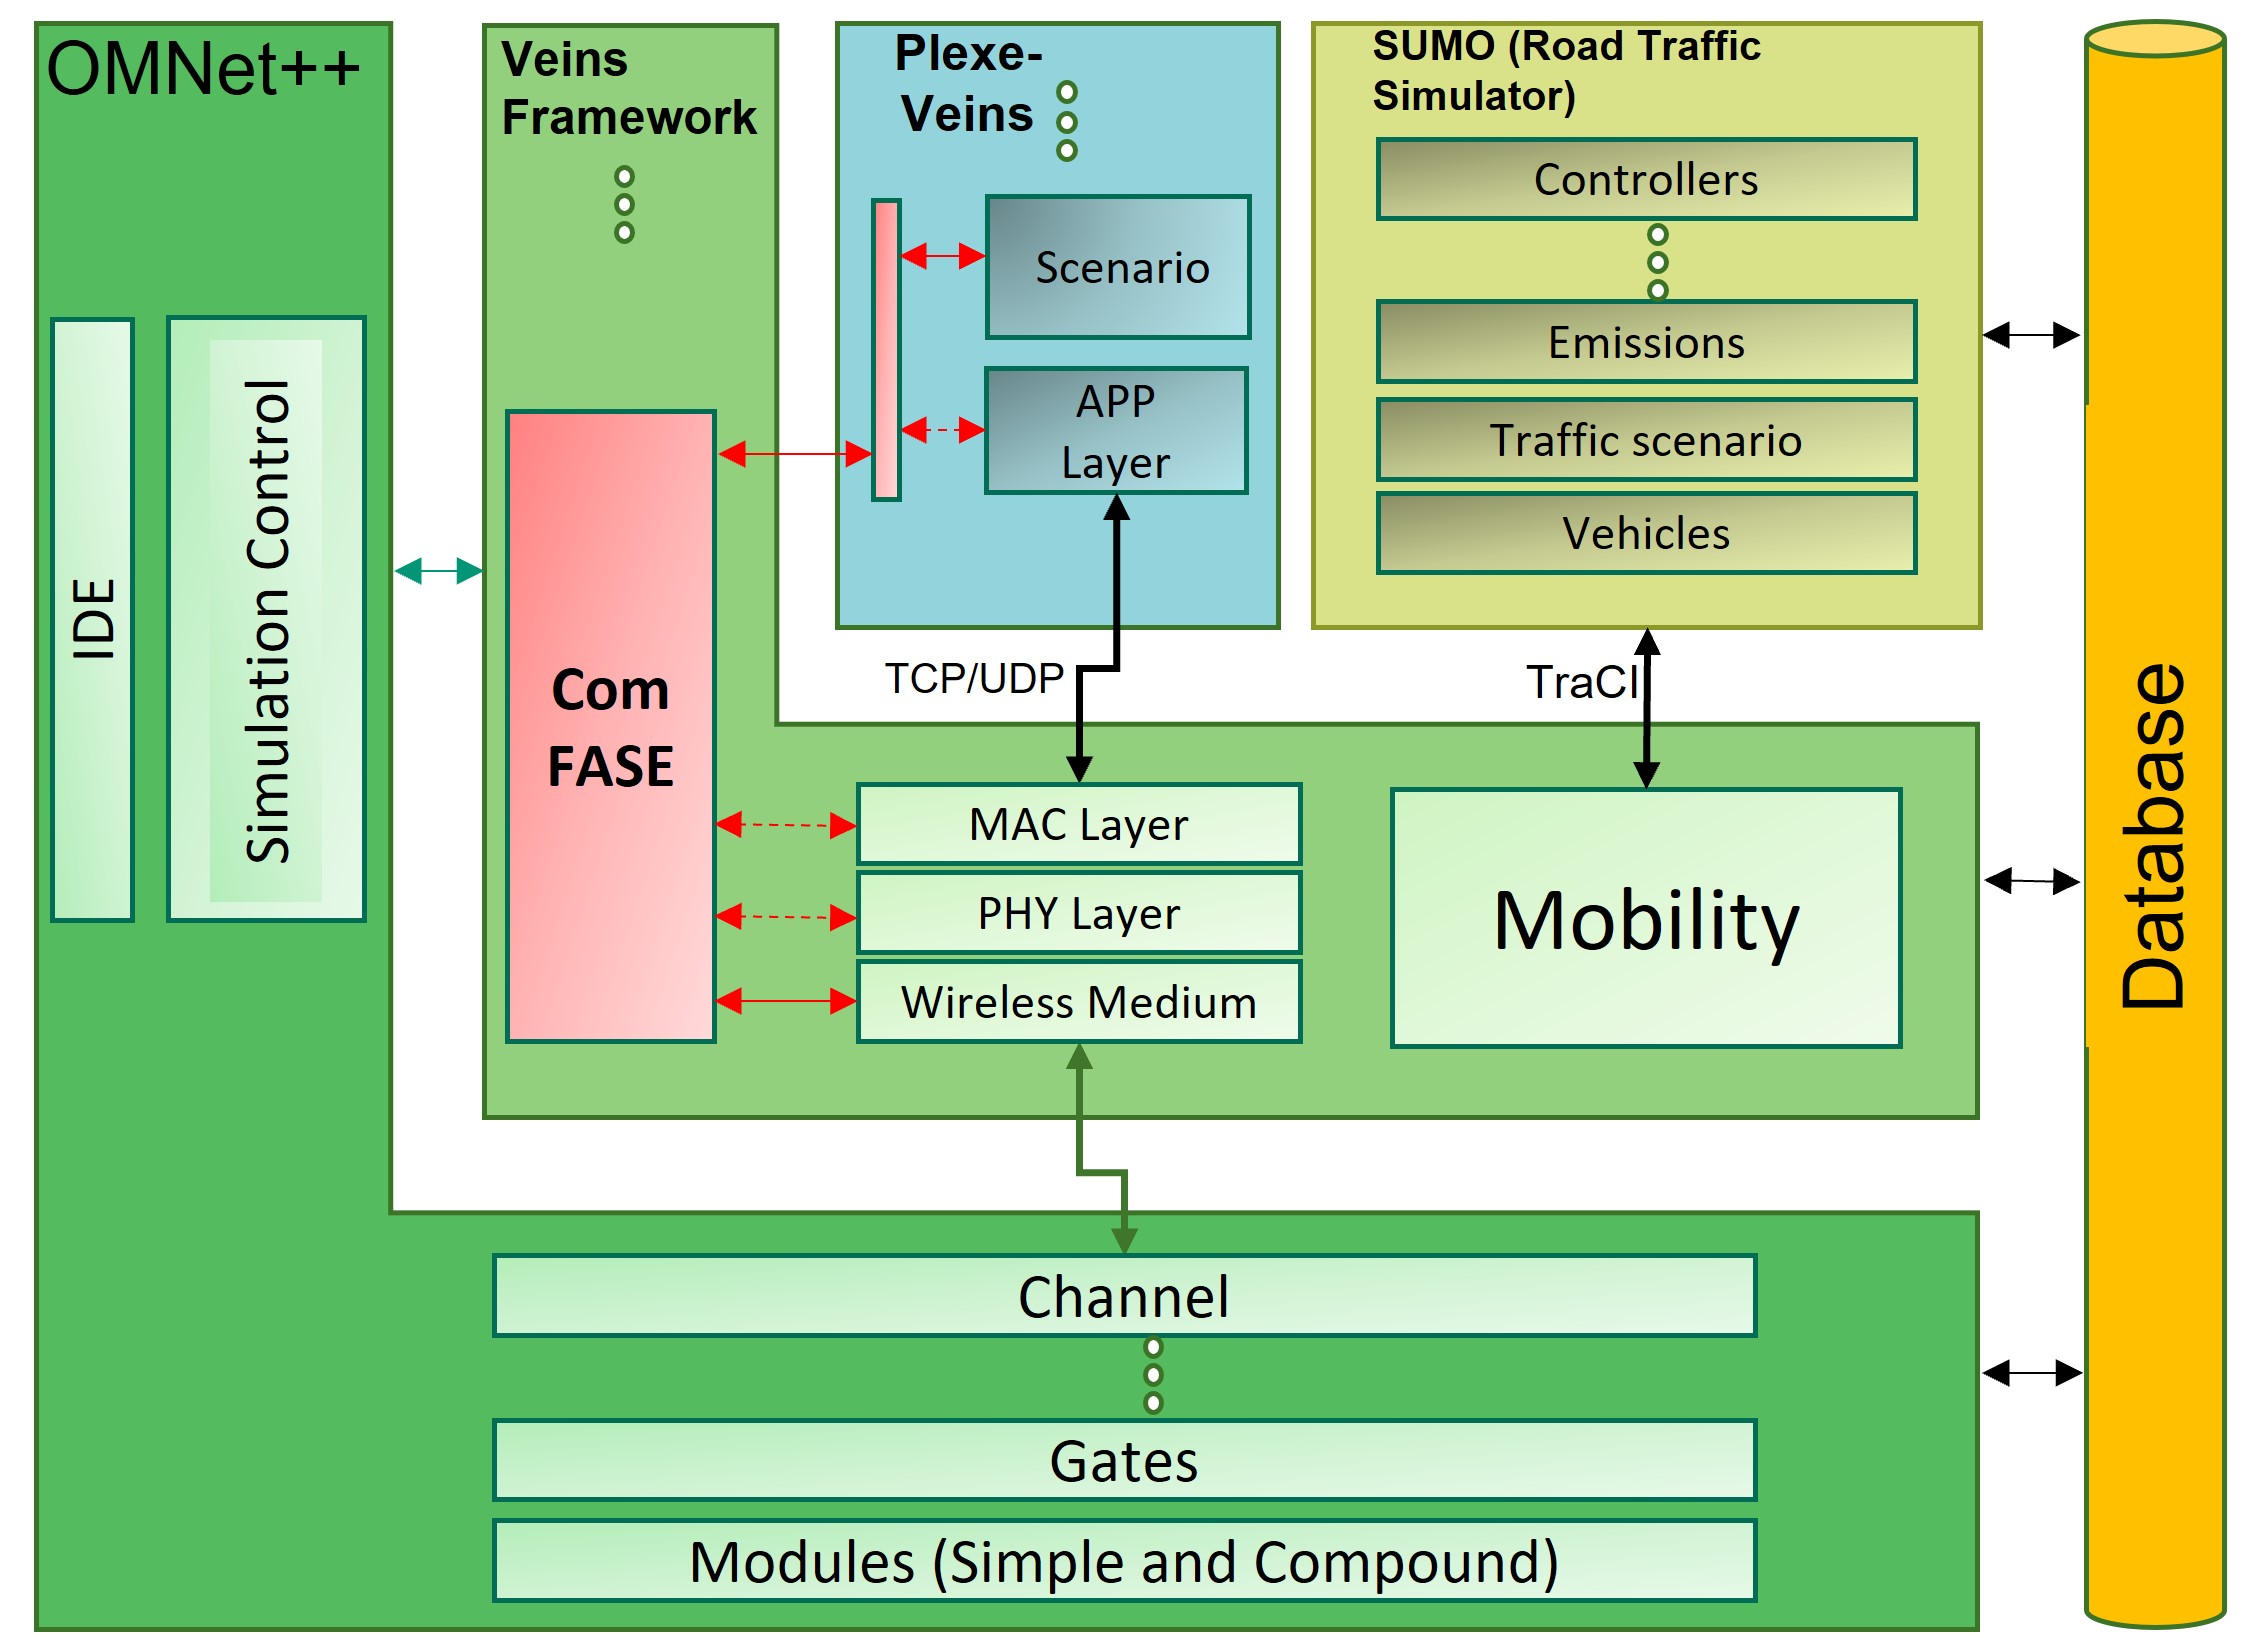 OMNet++
IDE
Simulation Control
Veins
Framework
Com
FASE
Plexe-
Veins
Scenario
APP
Layer
SUMO (Road Traffic
Simulator)
Controllers
Emissions
Traffic scenario
Vehicles
TCP/UDP
TraCI
MAC Layer
PHY Layer
Wireless Medium
Mobility
Channel
Gates
Modules (Simple and Compound)
Database